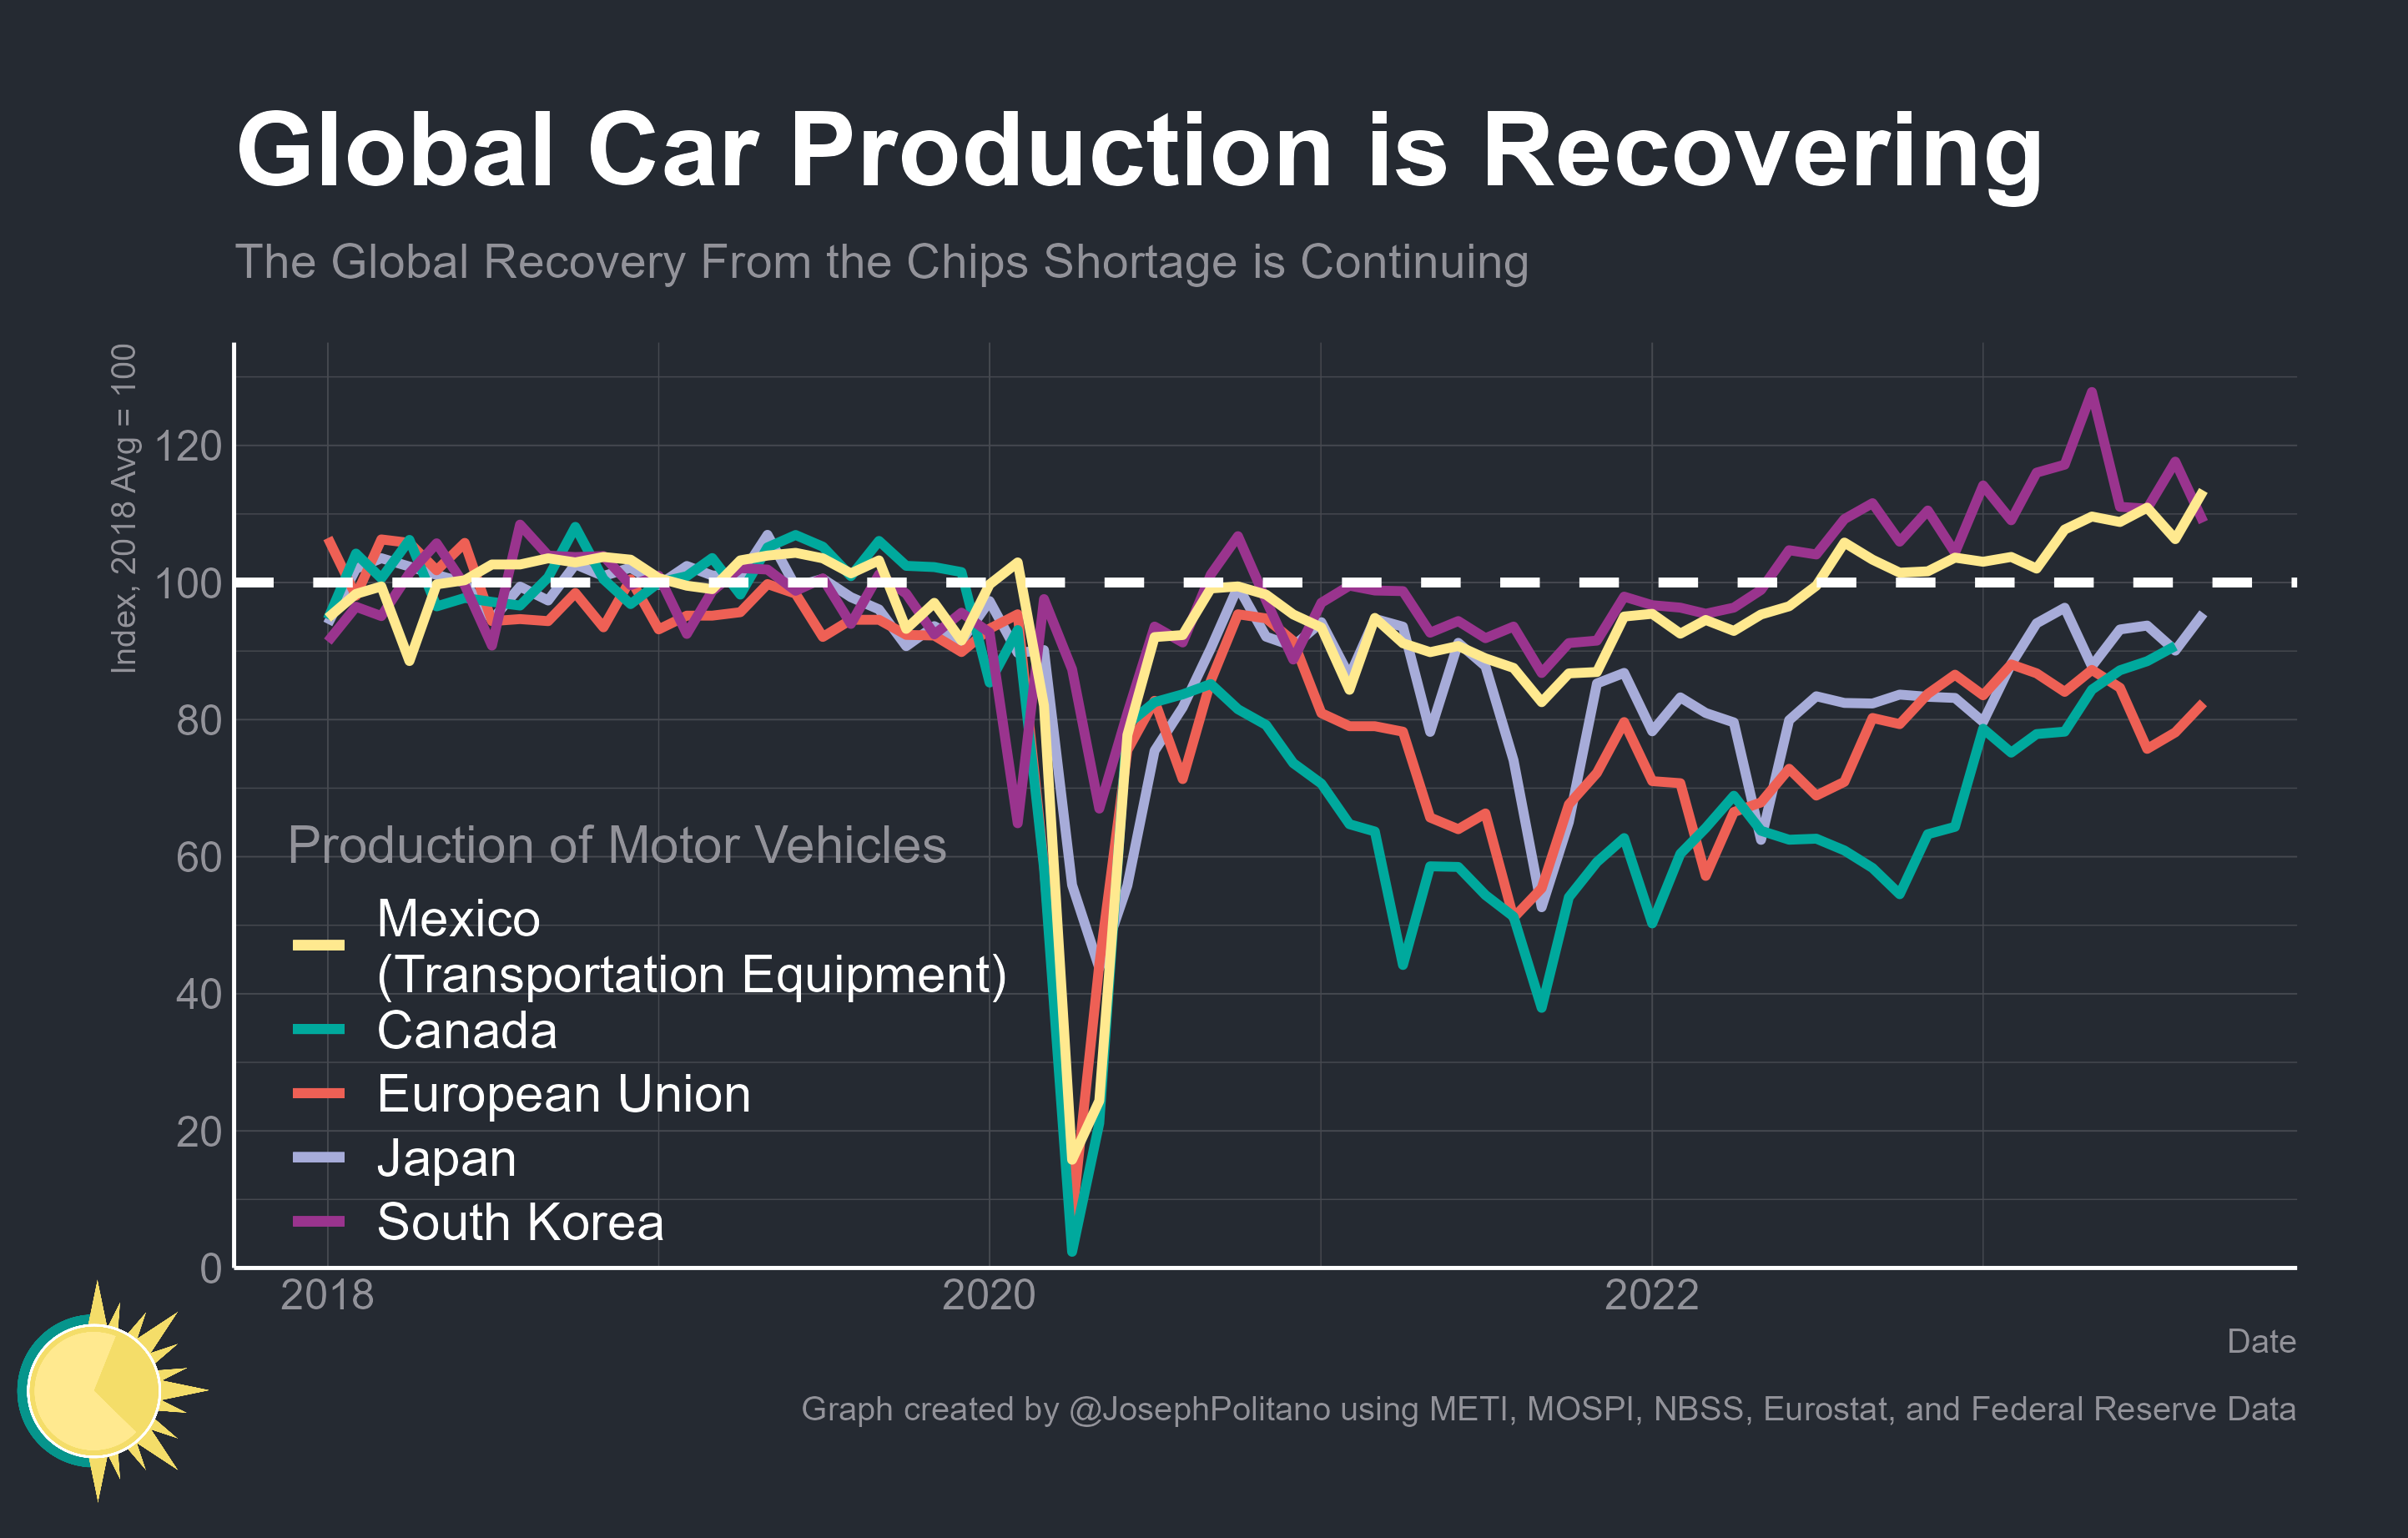 Global Car Production is Recovering
The Global Recovery From the Chips Shortage is Continuing
Index, 2018 Avg = 100
120
100
80
60
40
20
0
Production of Motor Vehicles
Mexico
(Transportation Equipment)
Canada
European Union
Japan
South Korea
2018
2020
2022
Date
Graph created by @JosephPolitano using METI, MOSPI, NBSS, Eurostat, and Federal Reserve Data